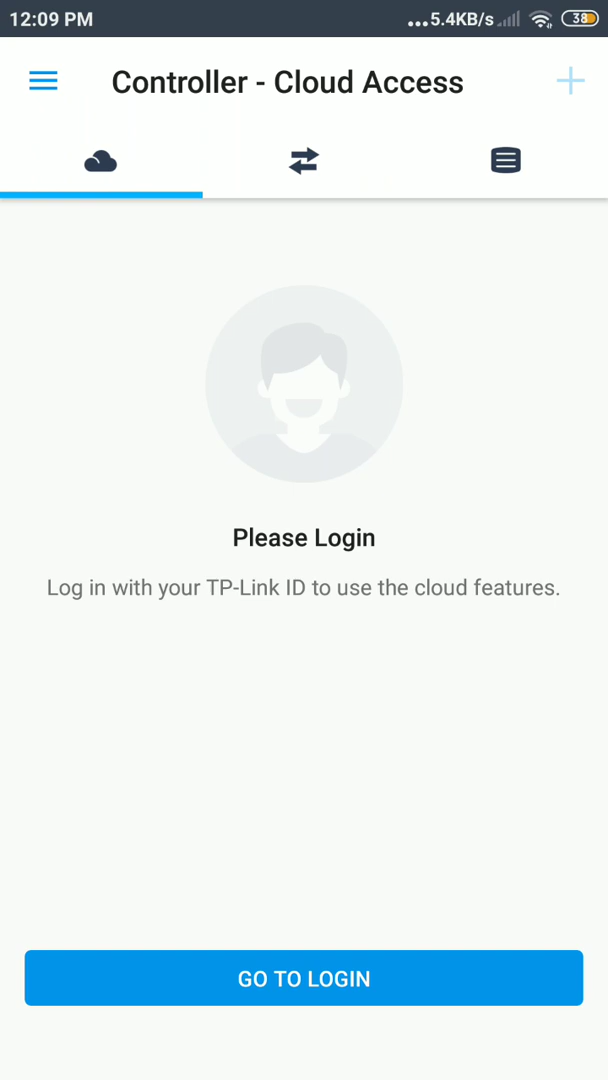 12:09 PM ...5.4KB/s 38
Controller - Cloud Access
Please Login
Log in with your TP-Link ID to use the cloud features.
GO TO LOGIN